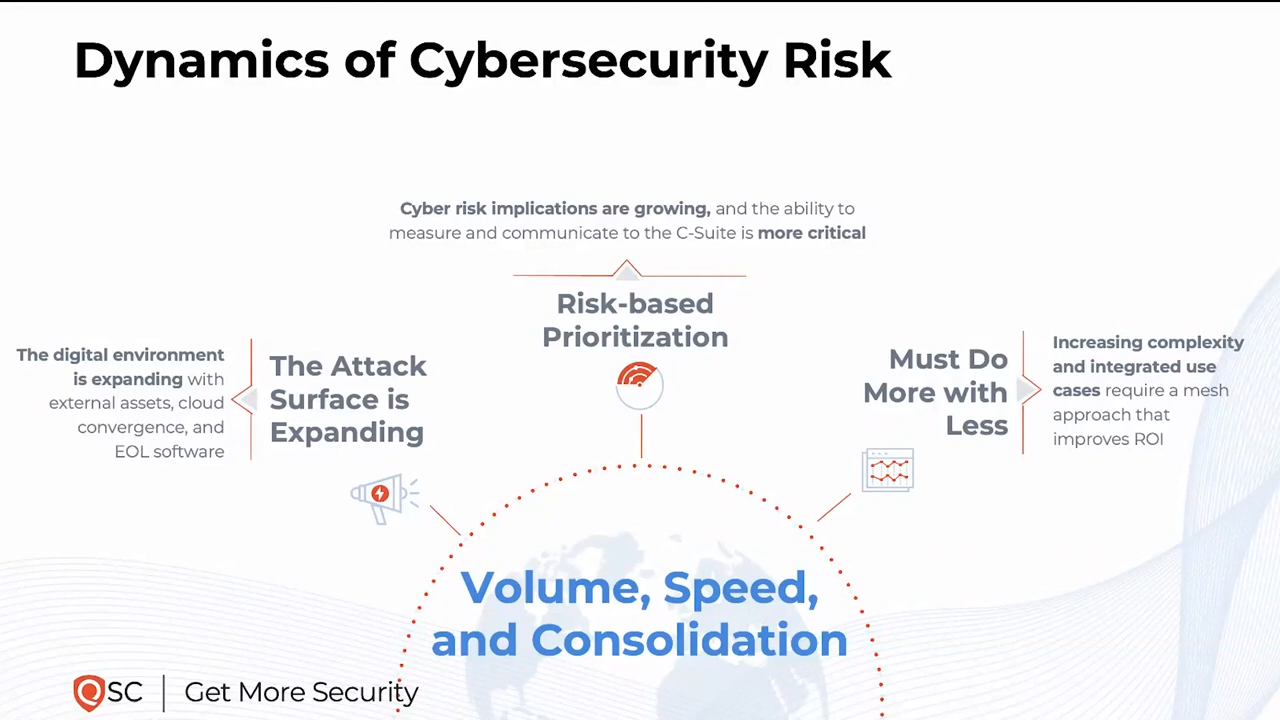 Dynamics of Cybersecurity Risk
Cyber risk implications are growing, and the ability to
measure and communicate to the C-Suite is more critical
Risk-based
Prioritization
The digital environment
is expanding with
external assets, cloud
convergence, and
EOL software
The Attack
Surface is
Expanding
Must Do
More with
Less
Increasing complexity
and integrated use
cases require a mesh
approach that
improves ROI
Volume, Speed,
and Consolidation
QSC | Get More Security